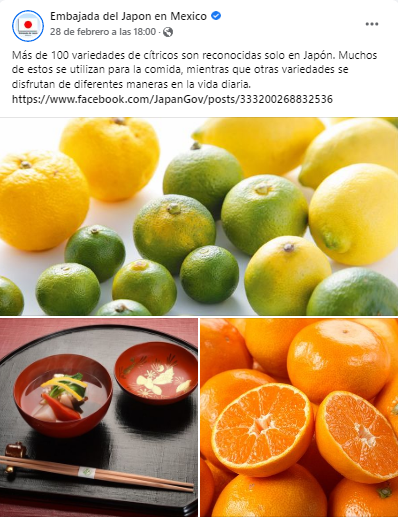 Embajada del Japon en Mexico
28 de febrero a las 18:00 ·
Más de 100 variedades de cítricos son reconocidas solo en Japón. Muchos
de estos se utilizan para la comida, mientras que otras variedades se
disfrutan de diferentes maneras en la vida diaria.
https://www.facebook.com/JapanGov/posts/333200268832536